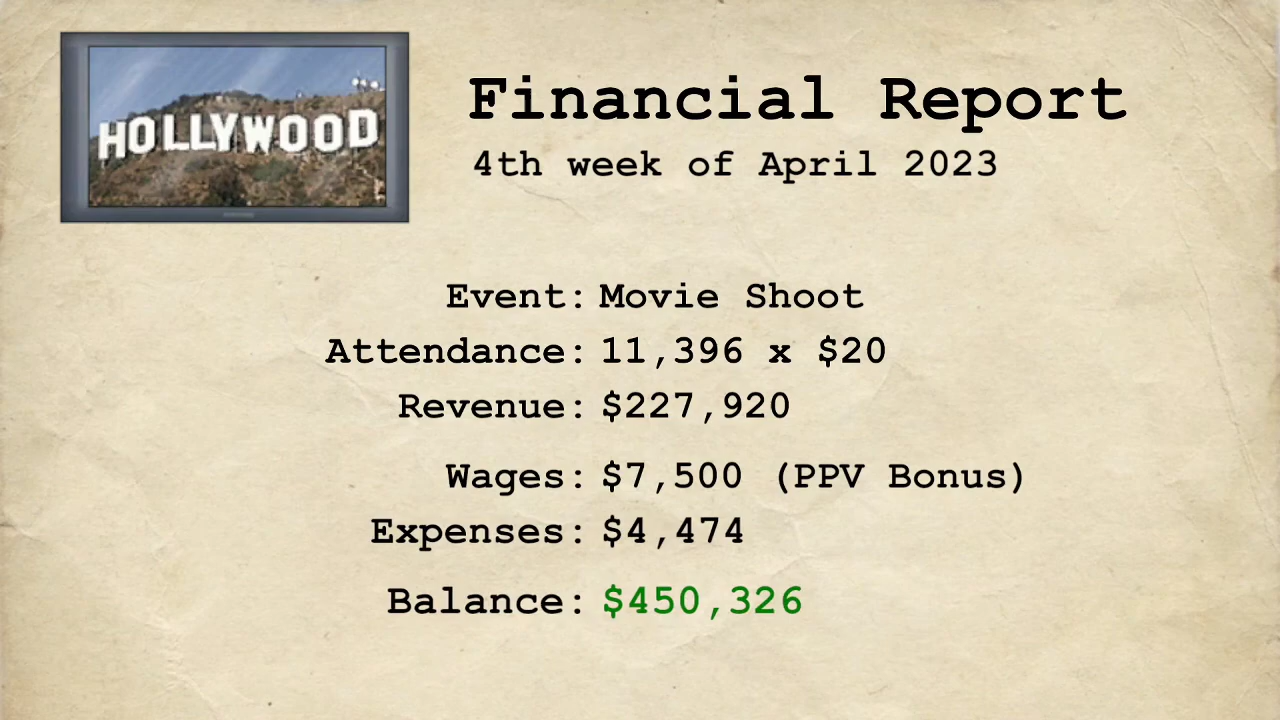 HOLLYWOOD
Financial Report
4th week of April 2023
Event: Movie Shoot
Attendance: 11,396 x $20
Revenue: $227,920
Wages: $7,500 (PPV Bonus)
Expenses: $4,474
Balance: $450,326